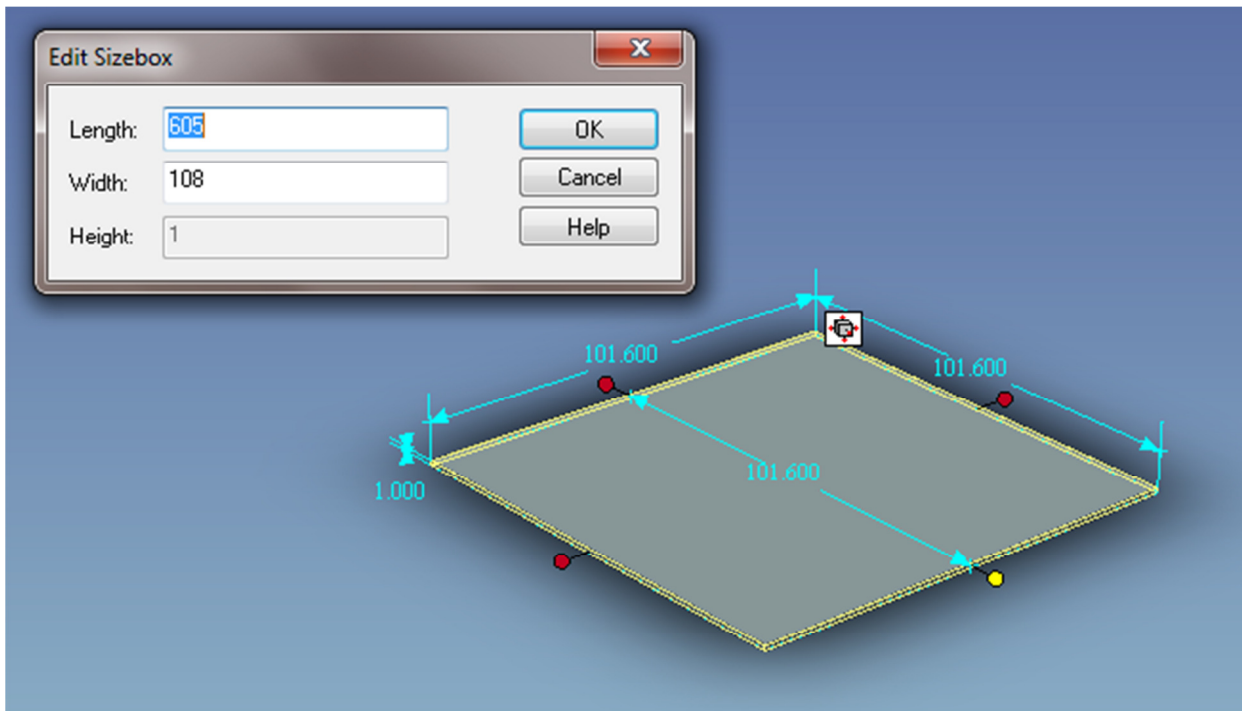 Edit Sizebox
Length: 605 OK
Width: 108 Cancel
Height: 1 Help
101.600
101.600
101.600
1.000